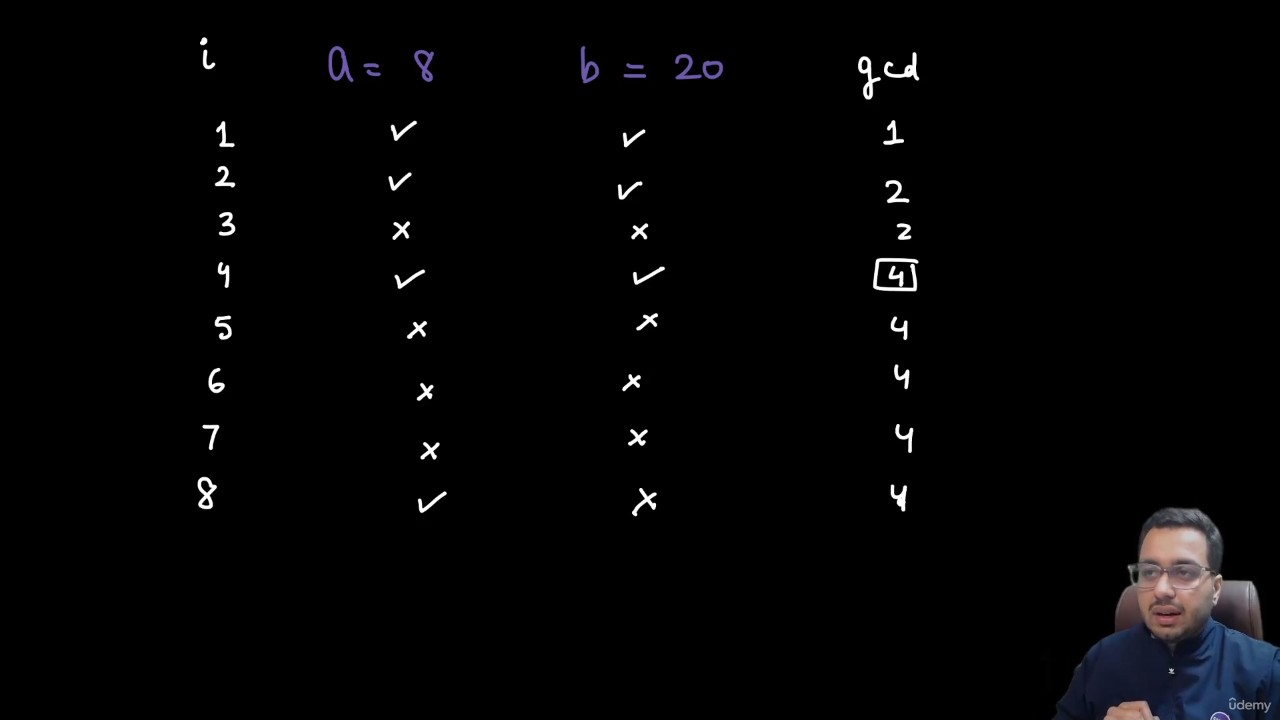 i a = 8 b = 20 gcd
1 ✓ ✓ 1
2 ✓ ✓ 2
3 × × 2
4 ✓ ✓ 4
5 × × 4
6 × × 4
7 × × 4
8 ✓ × 4
ûdemy